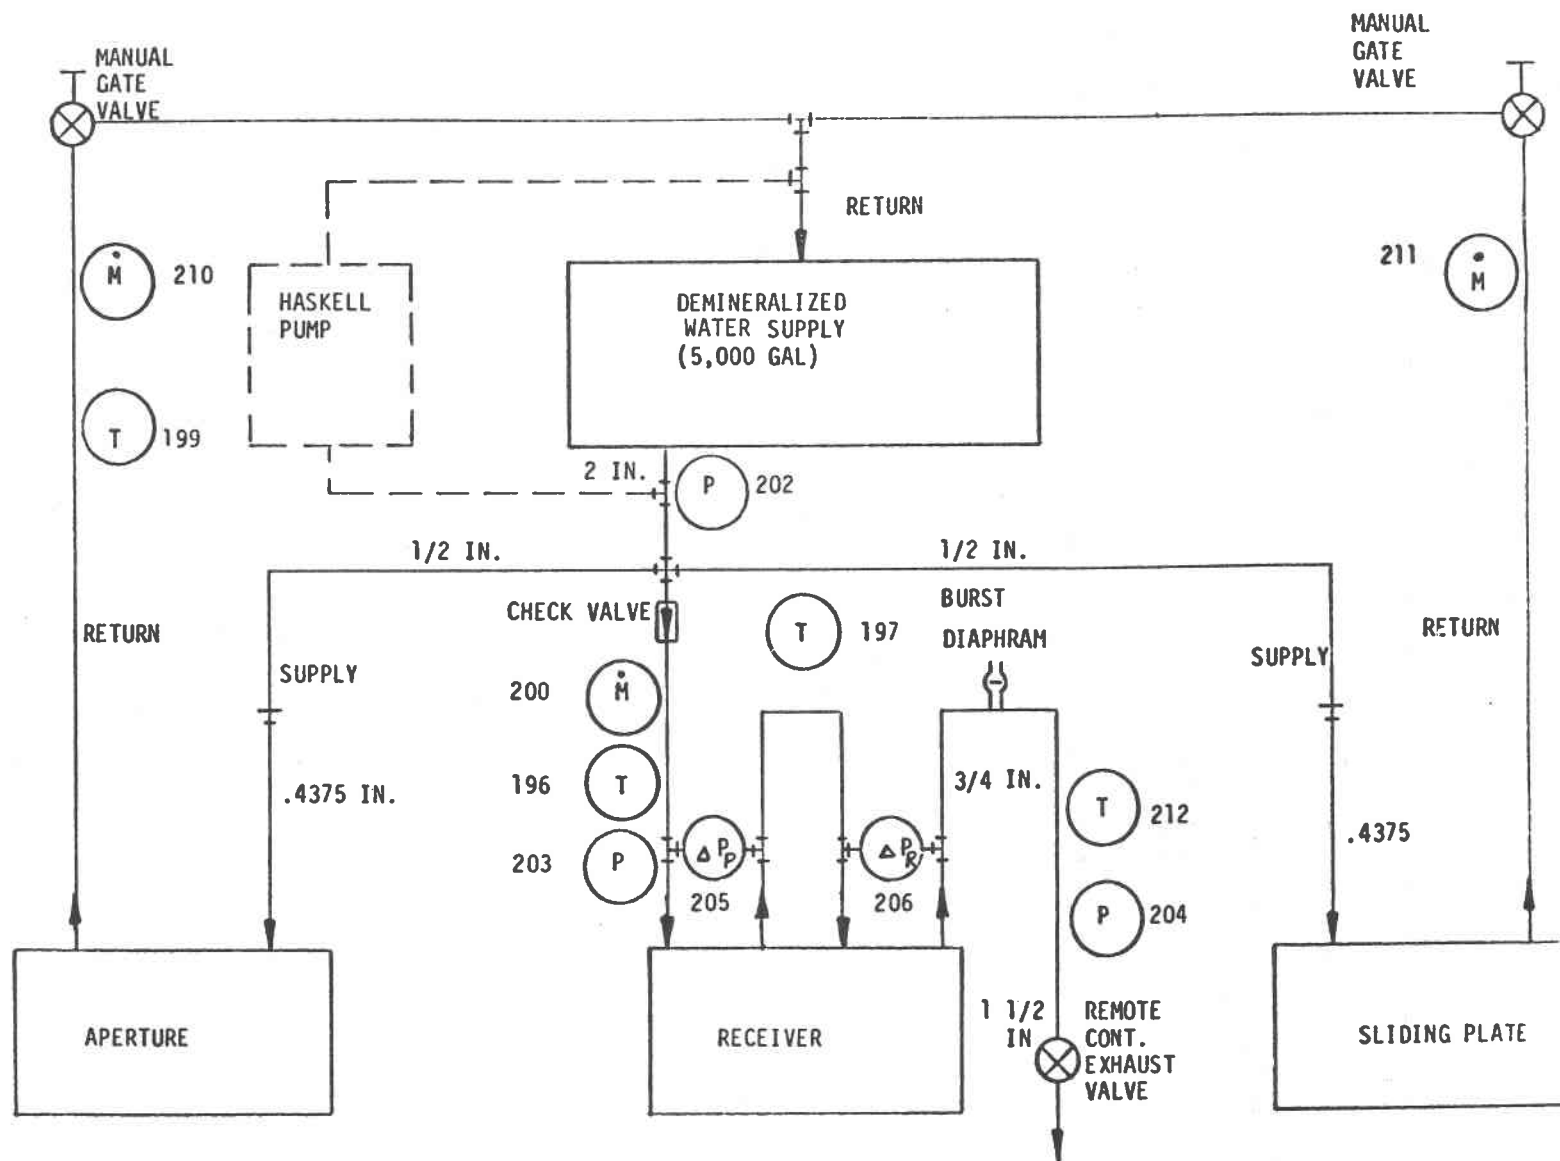 MANUAL
GATE
VALVE
MANUAL
GATE
VALVE
RETURN
M 210
HASKELL
PUMP
DEMINERALIZED
WATER SUPPLY
(5,000 GAL)
211 M
T 199
2 IN.
P 202
1/2 IN.
1/2 IN.
CHECK VALVE
T 197
BURST
DIAPHRAM
RETURN
RETURN
SUPPLY
SUPPLY
200 Ṁ
196 T
203 P
.4375 IN.
3/4 IN.
T 212
.4375
Δ PP
205
Δ PR
206
P 204
APERTURE
RECEIVER
1 1/2
IN
REMOTE
CONT.
EXHAUST
VALVE
SLIDING PLATE